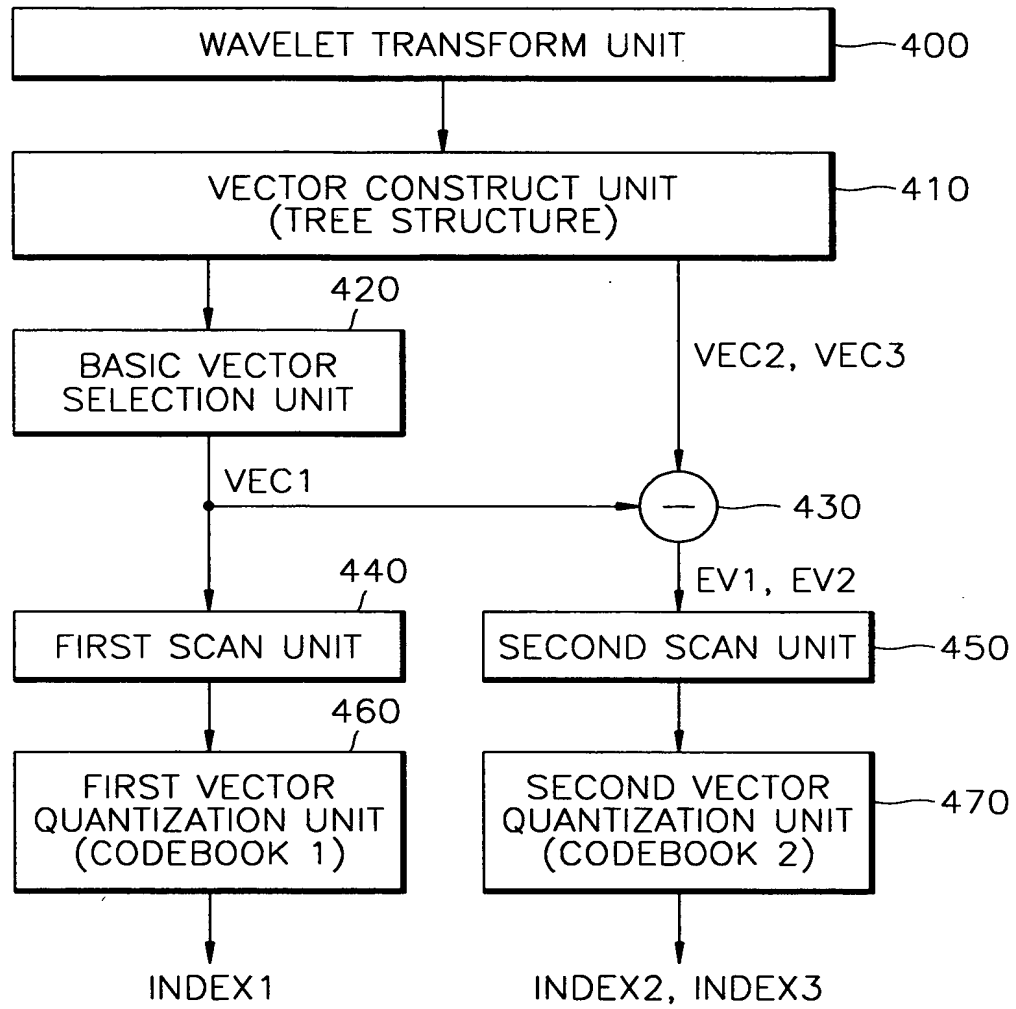 WAVELET TRANSFORM UNIT
400
VECTOR CONSTRUCT UNIT
(TREE STRUCTURE)
410
420
BASIC VECTOR
SELECTION UNIT
VEC2, VEC3
VEC1
430
EV1, EV2
440
FIRST SCAN UNIT
SECOND SCAN UNIT
450
460
FIRST VECTOR
QUANTIZATION UNIT
(CODEBOOK 1)
SECOND VECTOR
QUANTIZATION UNIT
(CODEBOOK 2)
470
INDEX1
INDEX2, INDEX3